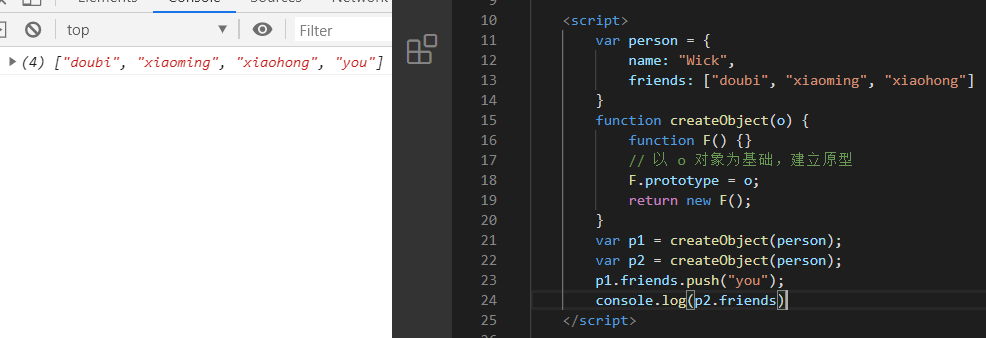 Elements
Console
Sources
Network
top
Filter
(4) ["doubi", "xiaoming", "xiaohong", "you"]
9
10 <script>
11 var person = {
12 name: "Wick",
13 friends: ["doubi", "xiaoming", "xiaohong"]
14 }
15 function createObject(o) {
16 function F() {}
17 // 以 o 对象为基础，建立原型
18 F.prototype = o;
19 return new F();
20 }
21 var p1 = createObject(person);
22 var p2 = createObject(person);
23 p1.friends.push("you");
24 console.log(p2.friends)
25 </script>
26